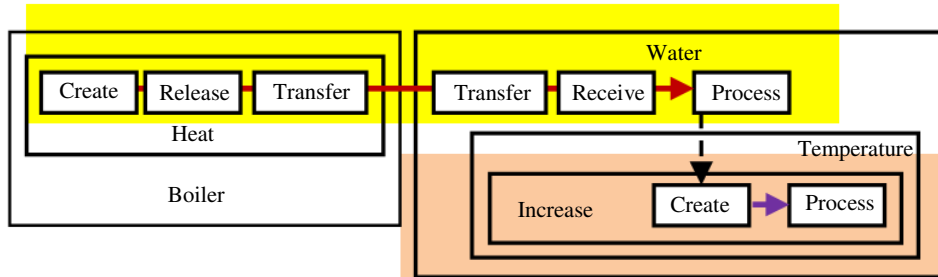 Water
Create
Release
Transfer
Transfer
Receive
Process
Heat
Temperature
Boiler
Increase
Create
Process